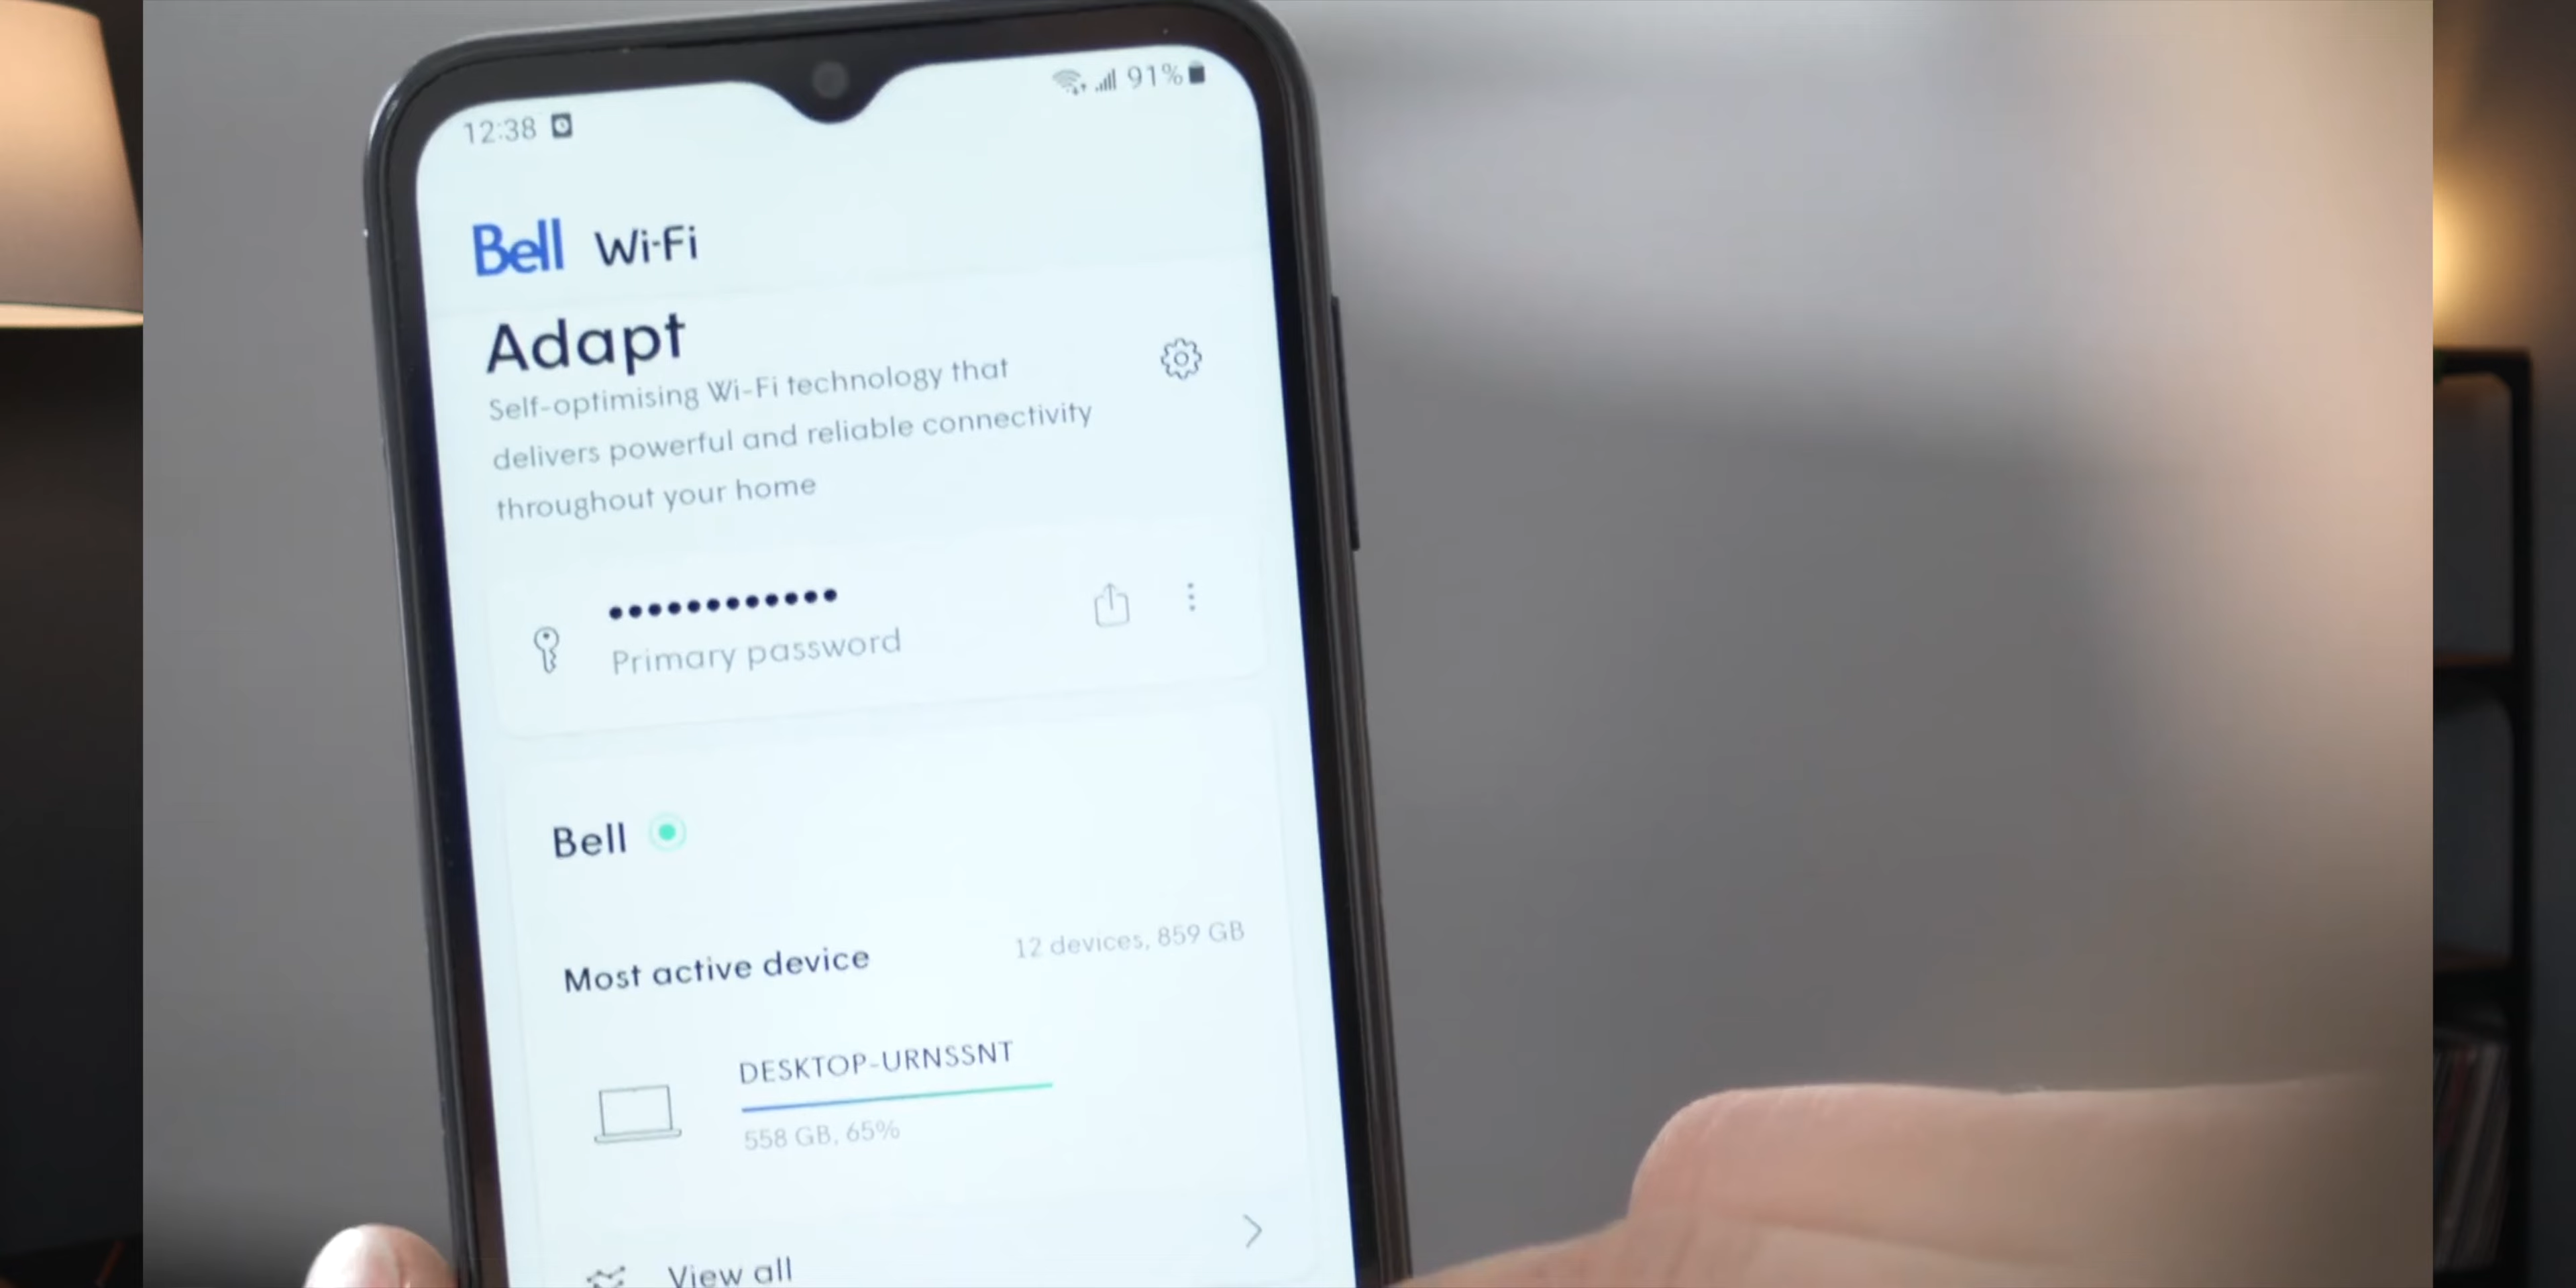 12:38
91%
Bell Wi-Fi
Adapt
Self-optimising Wi-Fi technology that
delivers powerful and reliable connectivity
throughout your home
••••••••••••
Primary password
Bell
Most active device
12 devices, 859 GB
DESKTOP-URNSSNT
558 GB, 65%
View all